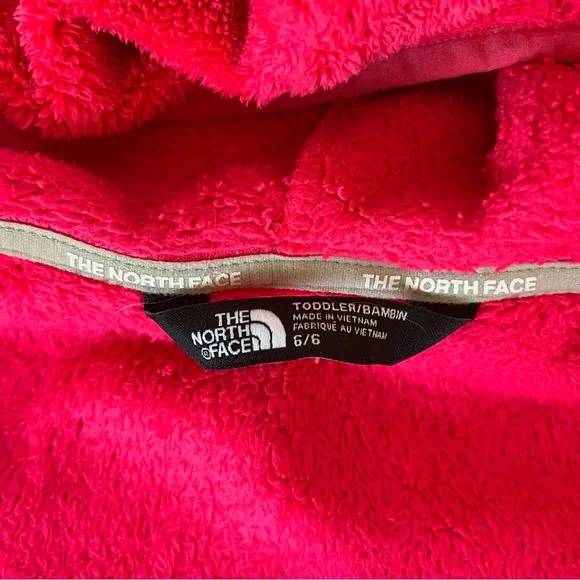 THE NORTH FACE THE NORTH FACE
THE
NORTH
FACE
TODDLER/BAMBIN
MADE IN VIETNAM
FABRIQUÉ AU VIETNAM
6/6